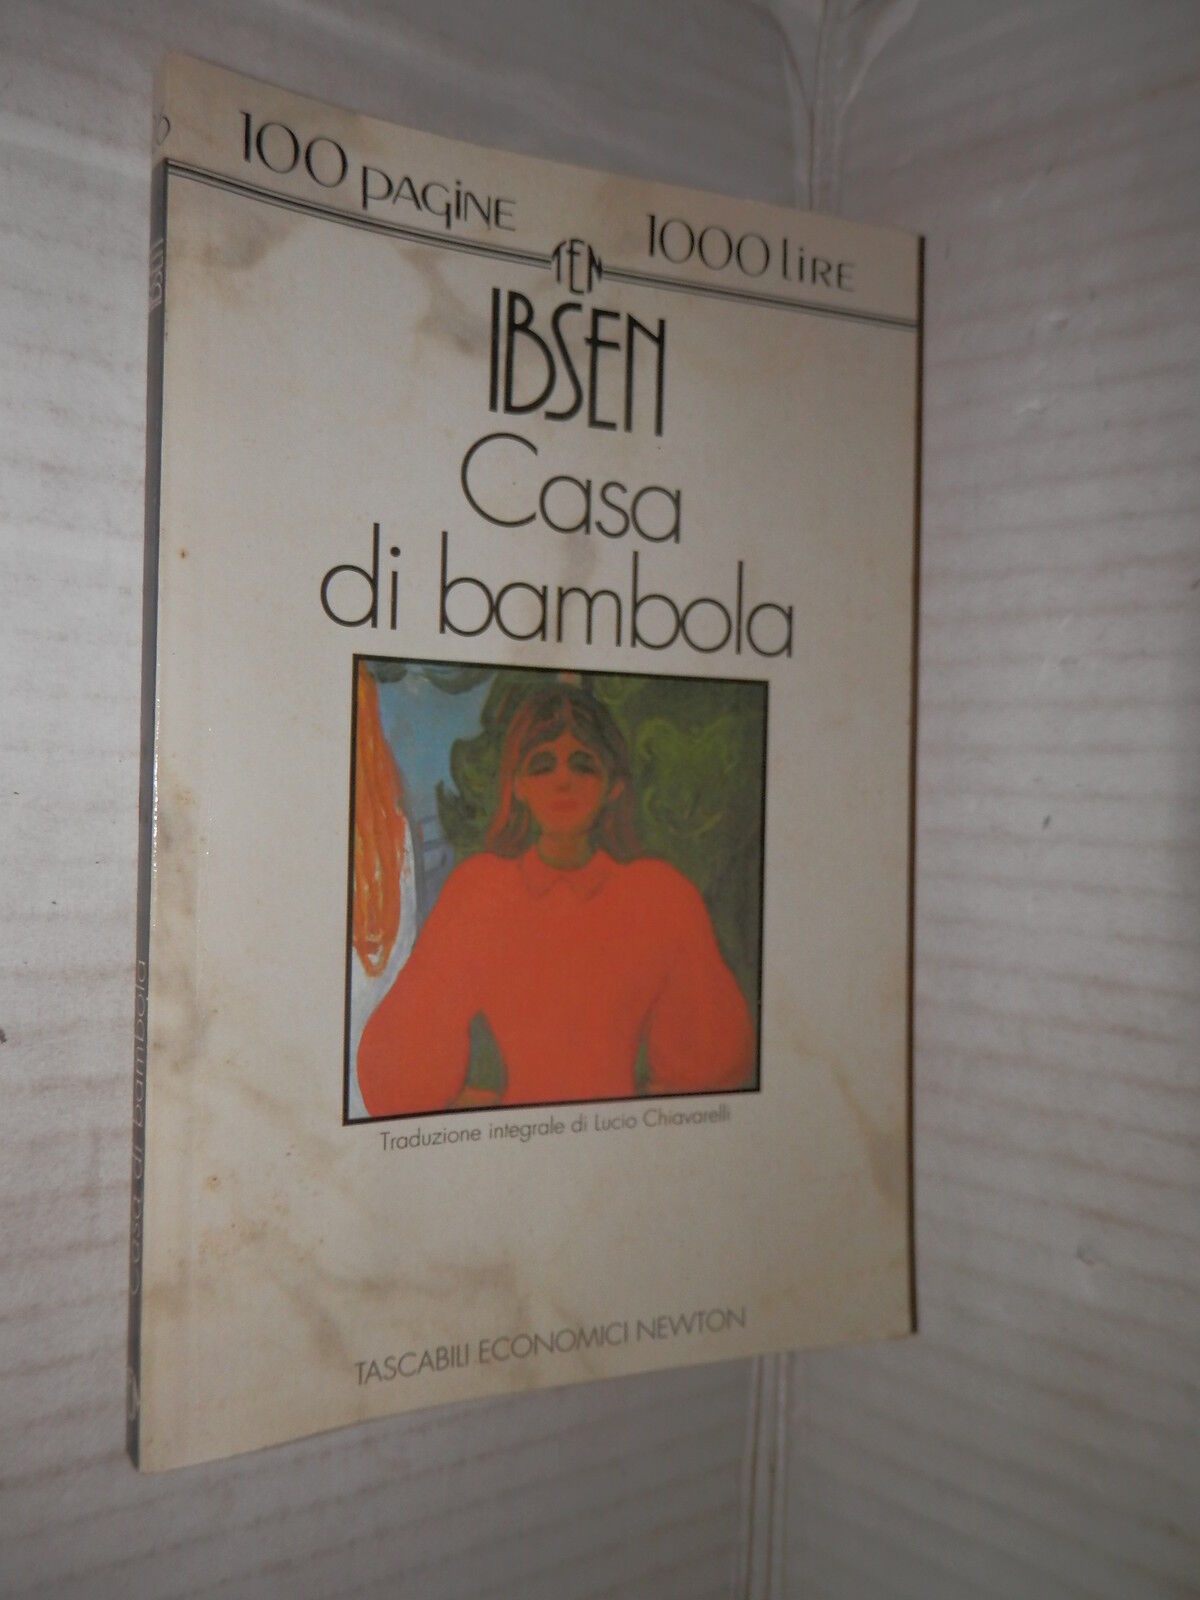 100 PAGINE 1000 LIRE
TEN
IBSEN
Casa
di bambola
Traduzione integrale di Lucio Chiavarelli
TASCABILI ECONOMICI NEWTON
IBSEN
Casa di bambola